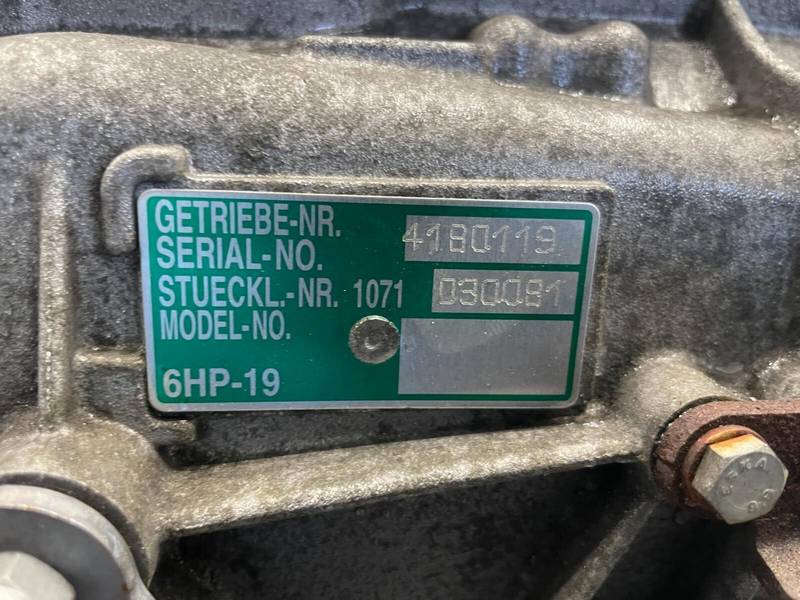 GETRIEBE-NR.
SERIAL-NO. 4180119
STUECKL.-NR. 1071 030081
MODEL-NO.
6HP-19